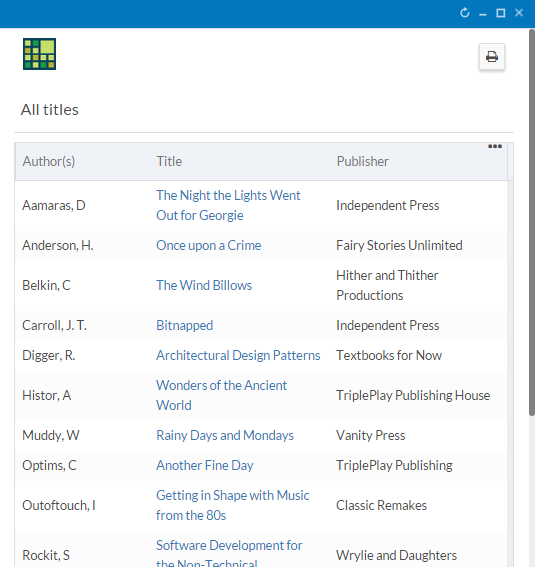 All titles
Author(s) Title Publisher
Aamaras, D The Night the Lights Went Independent Press
Out for Georgie
Anderson, H. Once upon a Crime Fairy Stories Unlimited
Belkin, C The Wind Billows Hither and Thither
Productions
Carroll, J. T. Bitnapped Independent Press
Digger, R. Architectural Design Patterns Textbooks for Now
Histor, A Wonders of the Ancient TriplePlay Publishing House
World
Muddy, W Rainy Days and Mondays Vanity Press
Optims, C Another Fine Day TriplePlay Publishing
Outoftouch, I Getting in Shape with Music Classic Remakes
from the 80s
Rockit, S Software Development for Wrylie and Daughters
the Non-Technical